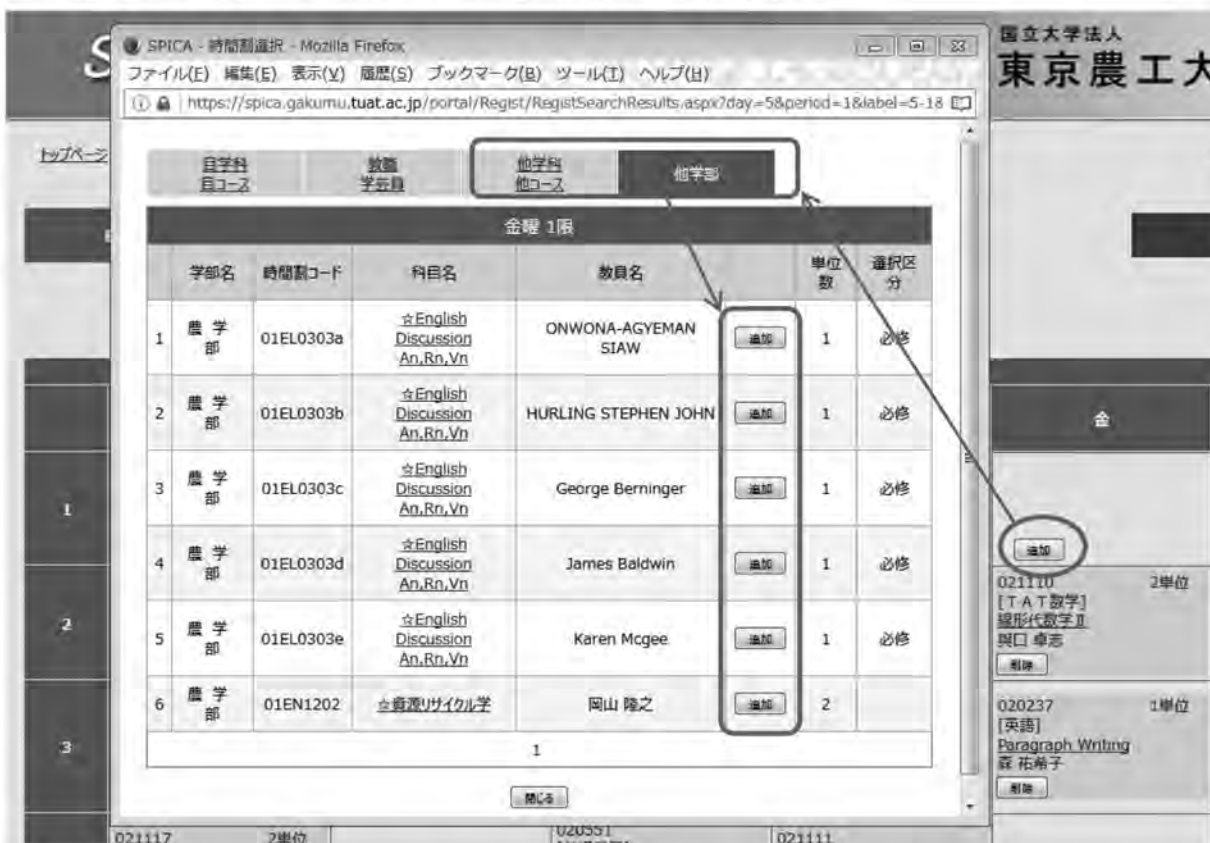 国立大学法人
東京農工大
S
SPICA - 時間割選択 - Mozilla Firefox
ファイル(F) 編集(E) 表示(V) 履歴(S) ブックマーク(B) ツール(T) ヘルプ(H)
https://spica.gakumu.tuat.ac.jp/portal/Regist/RegistSearchResults.aspx?day=5&period=1&label=5-18
トップページ
自学科 教職 他学科 他学部
自コース 学芸員 他コース
金曜 1限
学部名 時間割コード 科目名 教員名 単位数 選択区分
1 農学部 01EL0303a ☆English Discussion An,Rn,Vn ONWONA-AGYEMAN SIAW 追加 1 必修
2 農学部 01EL0303b ☆English Discussion An,Rn,Vn HURLING STEPHEN JOHN 追加 1 必修
3 農学部 01EL0303c ☆English Discussion An,Rn,Vn George Berninger 追加 1 必修
4 農学部 01EL0303d ☆English Discussion An,Rn,Vn James Baldwin 追加 1 必修
5 農学部 01EL0303e ☆English Discussion An,Rn,Vn Karen Mcgee 追加 1 必修
6 農学部 01EN1202 ☆資源リサイクル学 岡山 隆之 追加 2
1
閉じる
金
1
追加
2
021110 2単位
[TAT数学]
線形代数学Ⅱ
與口 卓志
削除
3
020237 1単位
[英語]
Paragraph Writing
森 祐希子
削除
021117 2単位 020551 021111